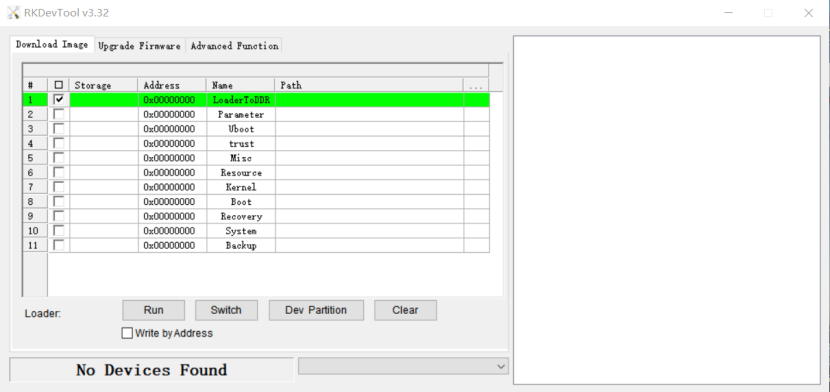 RKDevTool v3.32
Download Image Upgrade Firmware Advanced Function
# Storage Address Name Path ...
1 0x00000000 LoaderToDDR
2 0x00000000 Parameter
3 0x00000000 Uboot
4 0x00000000 trust
5 0x00000000 Misc
6 0x00000000 Resource
7 0x00000000 Kernel
8 0x00000000 Boot
9 0x00000000 Recovery
10 0x00000000 System
11 0x00000000 Backup
Loader: Run Switch Dev Partition Clear
Write by Address
No Devices Found